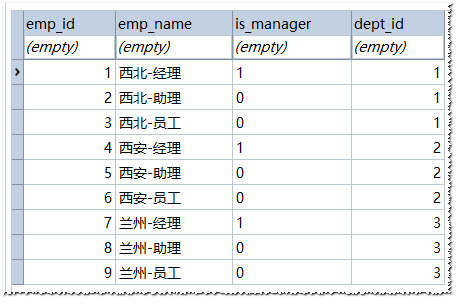 emp_id emp_name is_manager dept_id
(empty) (empty) (empty) (empty)
1 西北-经理 1 1
2 西北-助理 0 1
3 西北-员工 0 1
4 西安-经理 1 2
5 西安-助理 0 2
6 西安-员工 0 2
7 兰州-经理 1 3
8 兰州-助理 0 3
9 兰州-员工 0 3